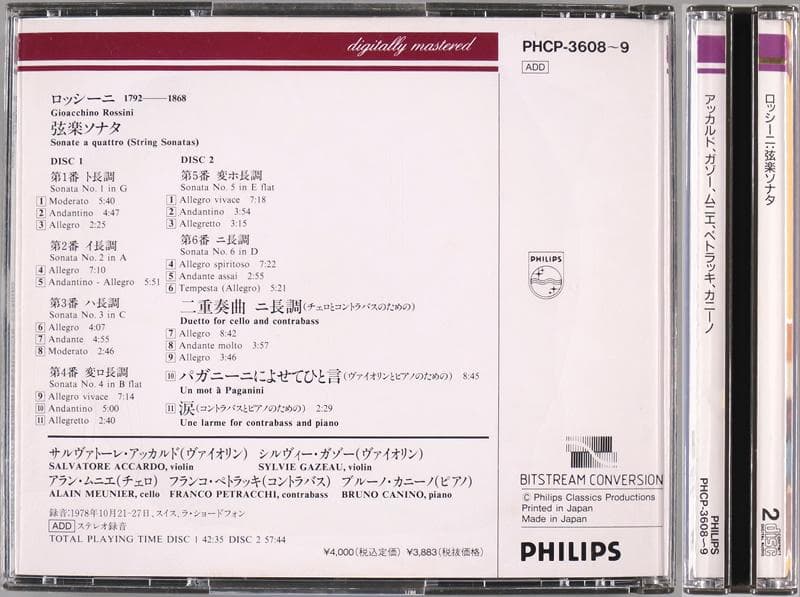 digitally mastered
PHCP-3608~9
ADD
ロッシーニ 1792——1868
Gioacchino Rossini
弦楽ソナタ
Sonate a quattro (String Sonatas)
DISC 1
第1番 ト長調
Sonata No. 1 in G
1 Moderato 5:40
2 Andantino 4:47
3 Allegro 2:25
第2番 イ長調
Sonata No. 2 in A
4 Allegro 7:10
5 Andantino - Allegro 5:51
第3番 ハ長調
Sonata No. 3 in C
6 Allegro 4:07
7 Andante 4:55
8 Moderato 2:46
第4番 変ロ長調
Sonata No. 4 in B flat
9 Allegro vivace 7:14
10 Andantino 5:00
11 Allegretto 2:40
DISC 2
第5番 変ホ長調
Sonata No. 5 in E flat
1 Allegro vivace 7:18
2 Andantino 3:54
3 Allegretto 3:15
第6番 ニ長調
Sonata No. 6 in D
4 Allegro spiritoso 7:22
5 Andante assai 2:55
6 Tempesta (Allegro) 5:21
二重奏曲 ニ長調(チェロとコントラバスのための)
Duetto for cello and contrabass
7 Allegro 8:42
8 Andante molto 3:57
9 Allegro 3:46
10 パガニーニによせてひと言(ヴァイオリンとピアノのための) 8:45
Un mot à Paganini
11 涙(コントラバスとピアノのための) 2:29
Une larme for contrabass and piano
サルヴァトーレ・アッカルド(ヴァイオリン) シルヴィー・ガゾー(ヴァイオリン)
SALVATORE ACCARDO, violin SYLVIE GAZEAU, violin
アラン・ムニエ(チェロ) フランコ・ペトラッキ(コントラバス) ブルーノ・カニーノ(ピアノ)
ALAIN MEUNIER, cello FRANCO PETRACCHI, contrabass BRUNO CANINO, piano
録音:1978年10月21-27日、スイス、ラ・ショードフォン
ADD ステレオ録音
TOTAL PLAYING TIME DISC 1 42:35 DISC 2 57:44
¥4,000(税込定価) ¥3,883(税抜価格)
PHILIPS
BITSTREAM CONVERSION
© Philips Classics Productions
Printed in Japan
Made in Japan
PHILIPS
アッカルド、ガゾー、ムニエ、ペトラッキ、カニーノ
PHILIPS
PHCP-3608~9
ロッシーニ:弦楽ソナタ
2 disc
COMPACT
DIGITAL AUDIO